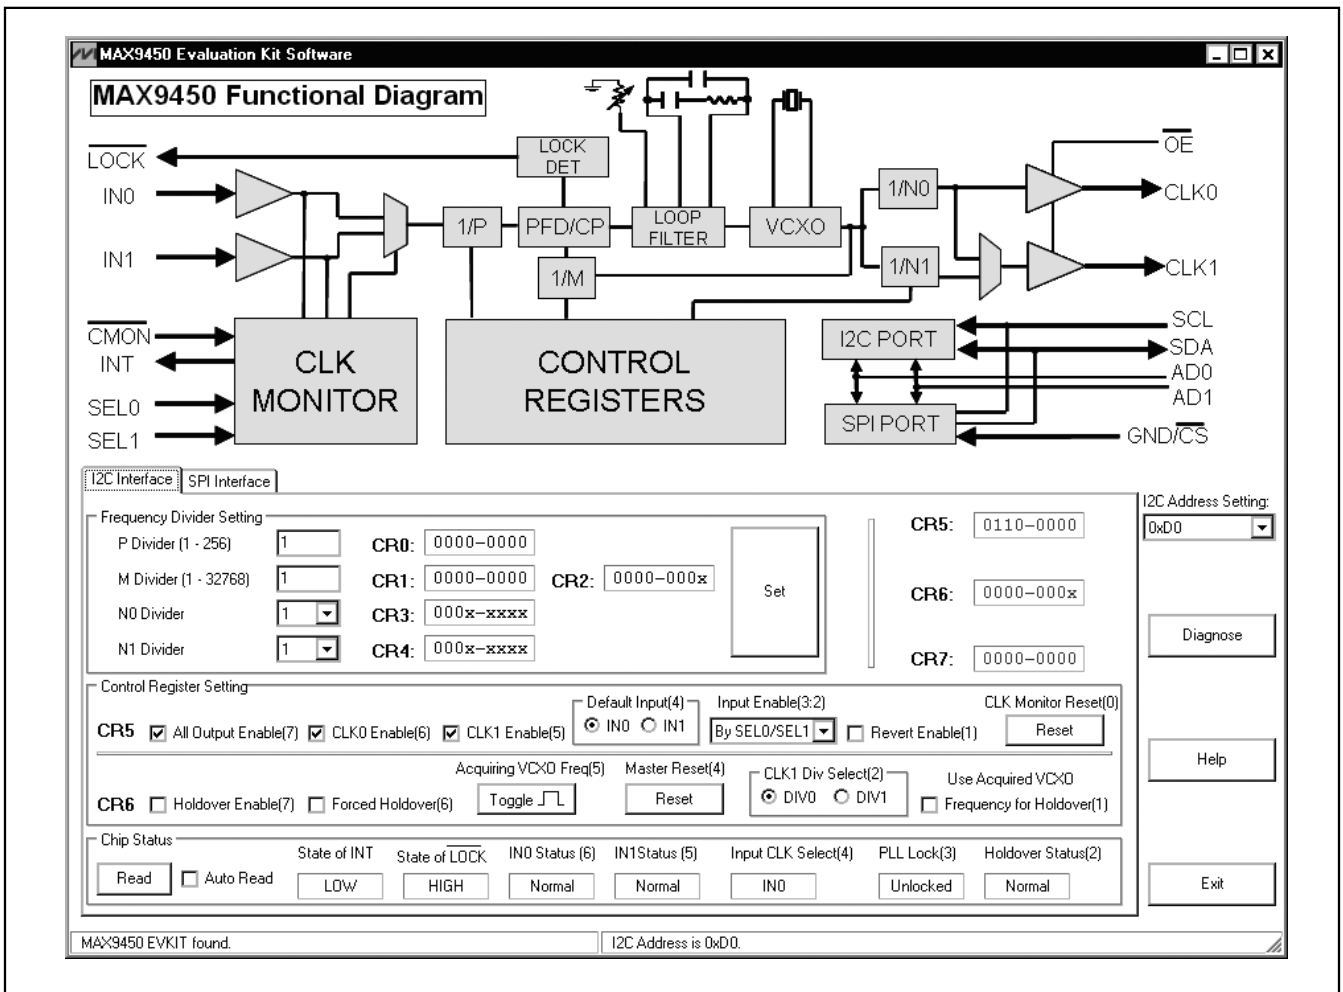 MAX9450 Evaluation Kit Software
MAX9450 Functional Diagram
LOCK
IN0
IN1
CMON
INT
SEL0
SEL1
LOCK
DET
1/P
PFD/CP
LOOP
FILTER
VCXO
1/M
1/N0
1/N1
OE
CLK0
CLK1
CLK
MONITOR
CONTROL
REGISTERS
I2C PORT
SPI PORT
SCL
SDA
AD0
AD1
GND/CS
I2C Interface SPI Interface
Frequency Divider Setting
P Divider (1 - 256) 1 CR0: 0000-0000
M Divider (1 - 32768) 1 CR1: 0000-0000 CR2: 0000-000x
N0 Divider 1 CR3: 000x-xxxx
N1 Divider 1 CR4: 000x-xxxx
Set
CR5: 0110-0000
CR6: 0000-000x
CR7: 0000-0000
I2C Address Setting:
0xD0
Diagnose
Help
Exit
Control Register Setting
CR5 All Output Enable(7) CLK0 Enable(6) CLK1 Enable(5)
Default Input(4)
IN0 IN1
Input Enable(3:2)
By SEL0/SEL1
Revert Enable(1)
CLK Monitor Reset(0)
Reset
CR6 Holdover Enable(7) Forced Holdover(6)
Acquiring VCXO Freq(5)
Toggle
Master Reset(4)
Reset
CLK1 Div Select(2)
DIV0 DIV1
Use Acquired VCXO
Frequency for Holdover(1)
Chip Status
Read Auto Read
State of INT
LOW
State of LOCK
HIGH
IN0 Status (6)
Normal
IN1Status (5)
Normal
Input CLK Select(4)
IN0
PLL Lock(3)
Unlocked
Holdover Status(2)
Normal
MAX9450 EVKIT found.
I2C Address is 0xD0.